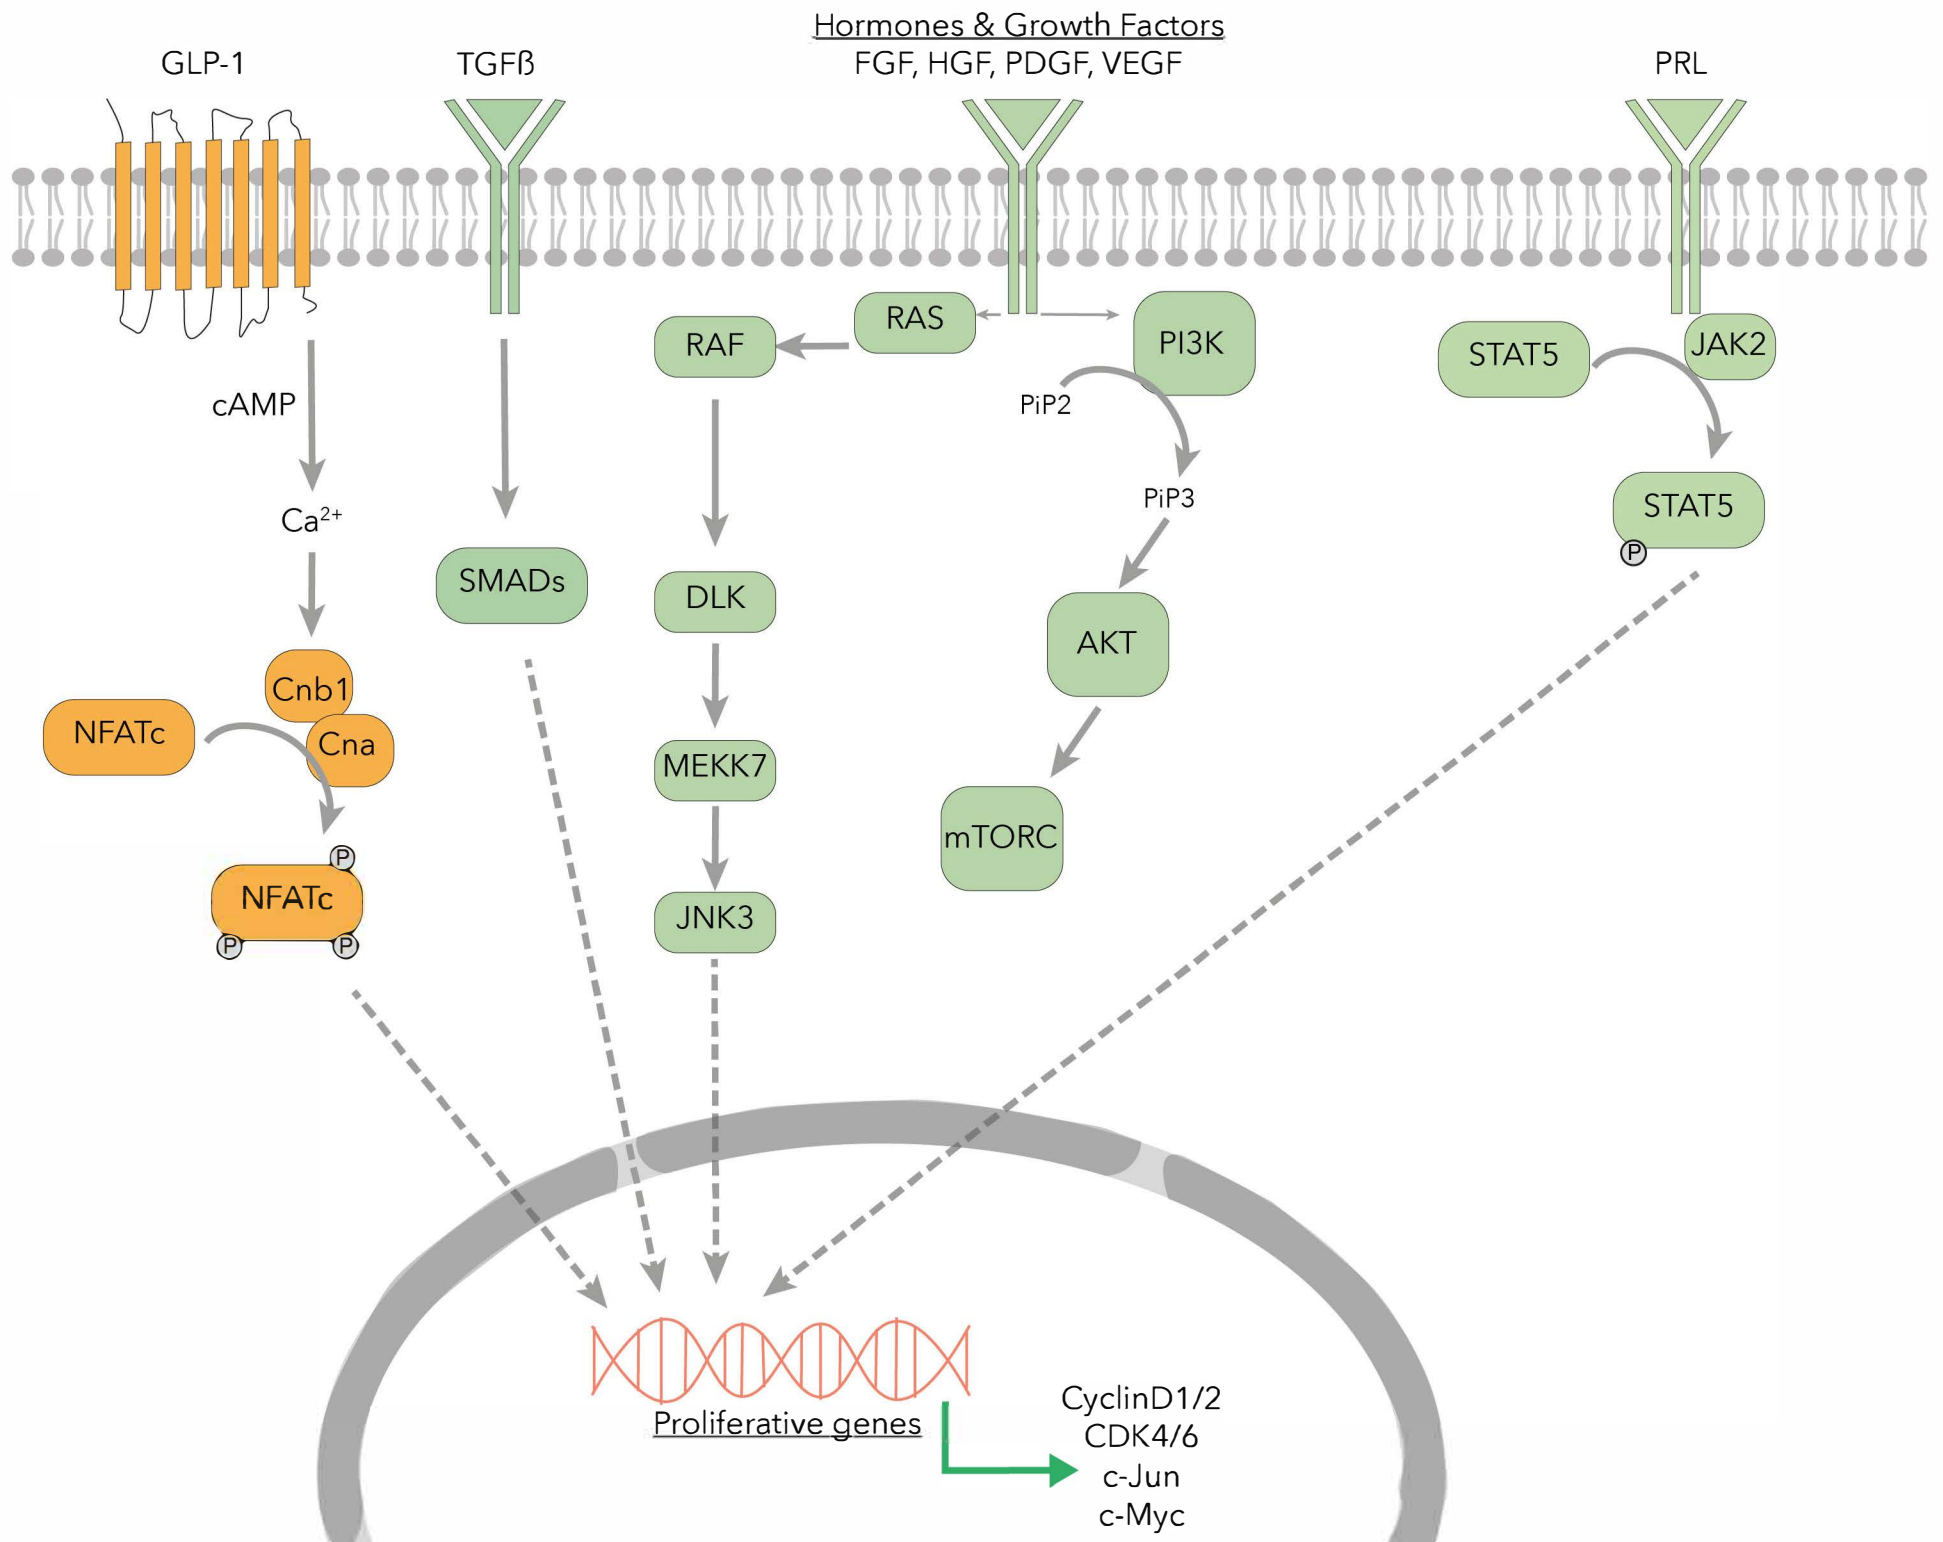 Hormones & Growth Factors
GLP-1
TGFß
FGF, HGF, PDGF, VEGF
PRL
RAS
RAF
PI3K
STAT5
JAK2
cAMP
PiP2
PiP3
Ca²⁺
STAT5
P
SMADs
DLK
AKT
Cnb1
NFATc
Cna
MEKK7
mTORC
P
NFATc
P
P
JNK3
Proliferative genes
CyclinD1/2
CDK4/6
c-Jun
c-Myc